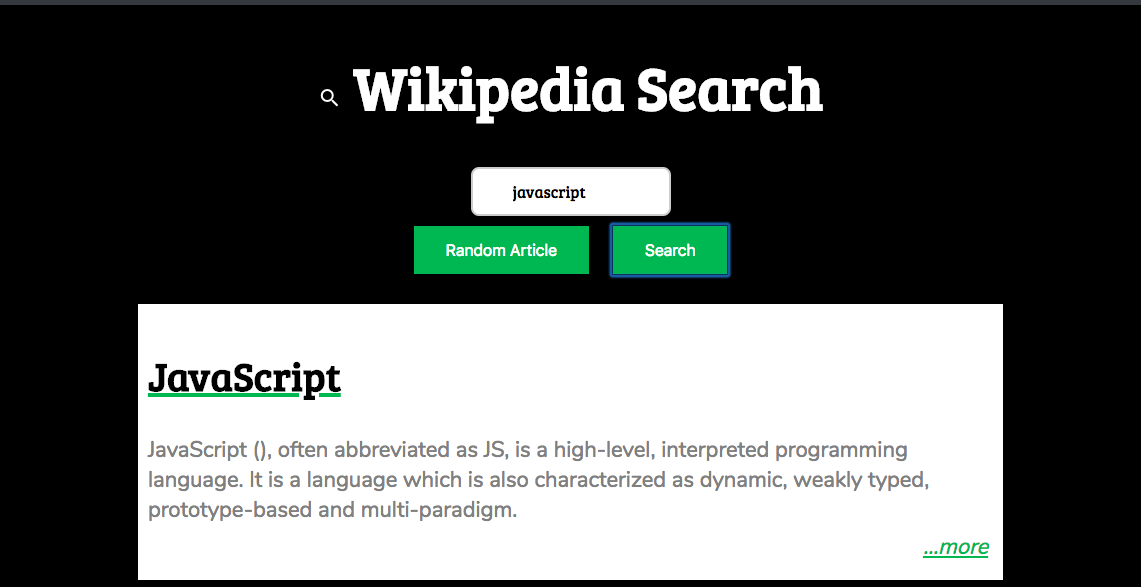 Wikipedia Search
javascript
Random Article
Search
JavaScript
JavaScript (), often abbreviated as JS, is a high-level, interpreted programming
language. It is a language which is also characterized as dynamic, weakly typed,
prototype-based and multi-paradigm.
...more